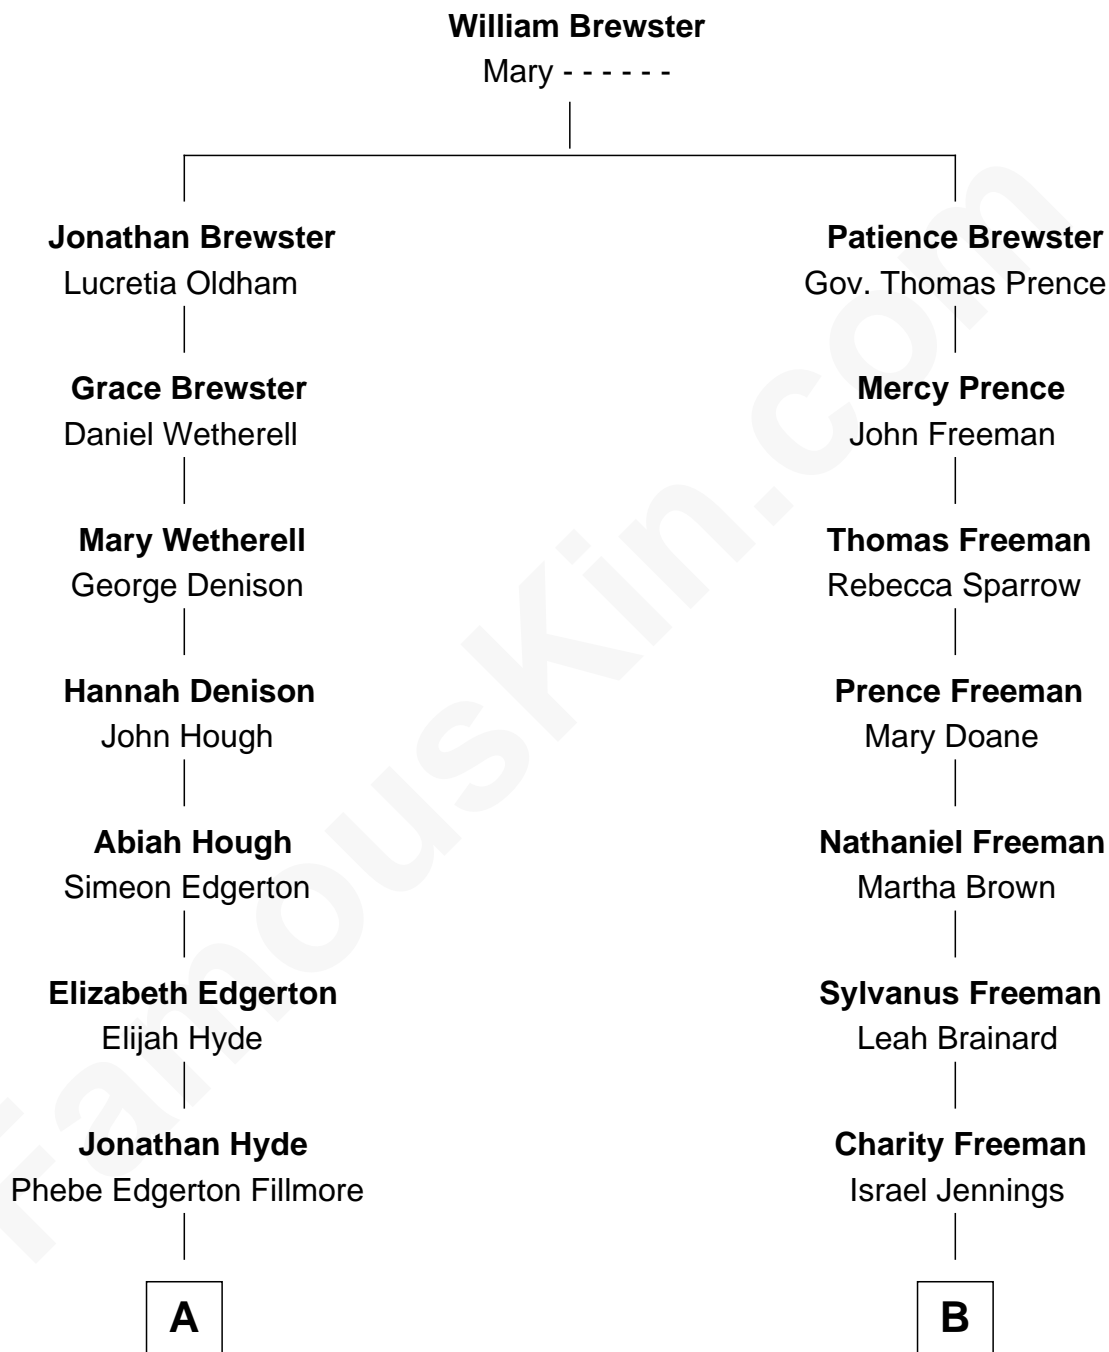 William Brewster
Mary - - - - - -
Jonathan Brewster
Lucretia Oldham
Patience Brewster
Gov. Thomas Prence
Grace Brewster
Daniel Wetherell
Mercy Prence
John Freeman
Mary Wetherell
George Denison
Thomas Freeman
Rebecca Sparrow
Hannah Denison
John Hough
Prence Freeman
Mary Doane
Abiah Hough
Simeon Edgerton
Nathaniel Freeman
Martha Brown
Elizabeth Edgerton
Elijah Hyde
Sylvanus Freeman
Leah Brainard
Jonathan Hyde
Phebe Edgerton Fillmore
Charity Freeman
Israel Jennings
A
B
FamousKin.com